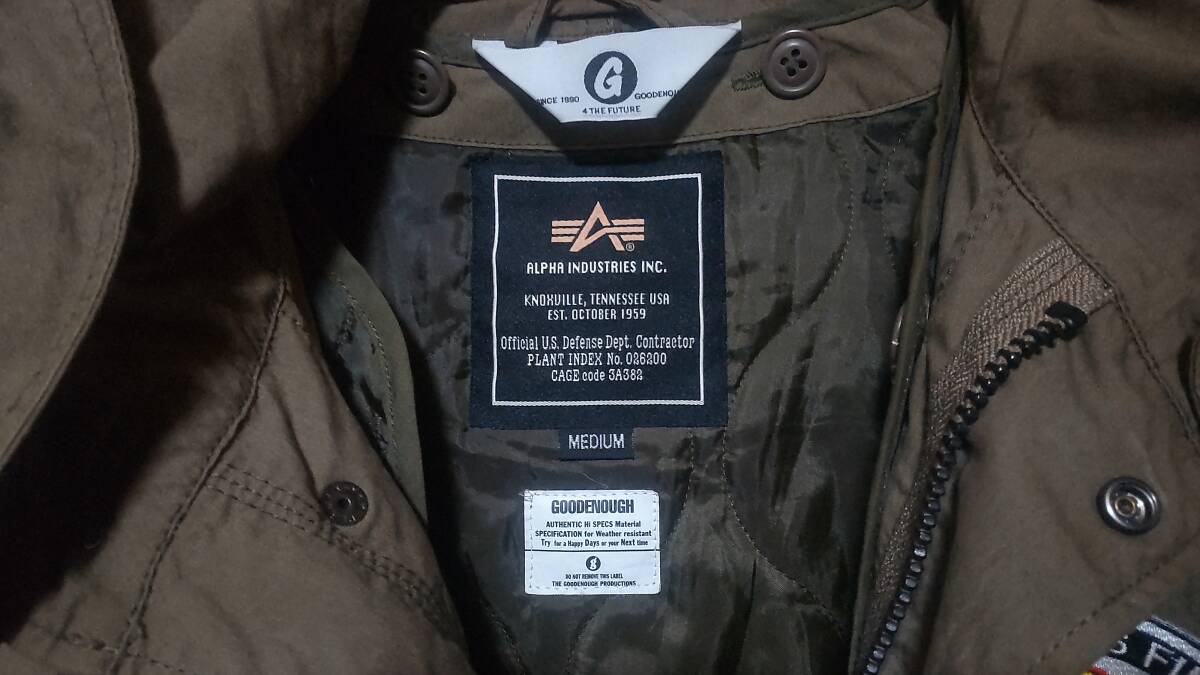 G
SINCE 1990 GOODENOUGH
4 THE FUTURE
A®
ALPHA INDUSTRIES INC.
KNOXVILLE, TENNESSEE USA
EST. OCTOBER 1959
Official U.S. Defense Dept. Contractor
PLANT INDEX No. 026200
CAGE code 3A382
MEDIUM
GOODENOUGH
AUTHENTIC Hi SPECS Material
SPECIFICATION for Weather resistant
Try for a Happy Days or your Next time
g
DO NOT REMOVE THIS LABEL
THE GOODENOUGH PRODUCTIONS